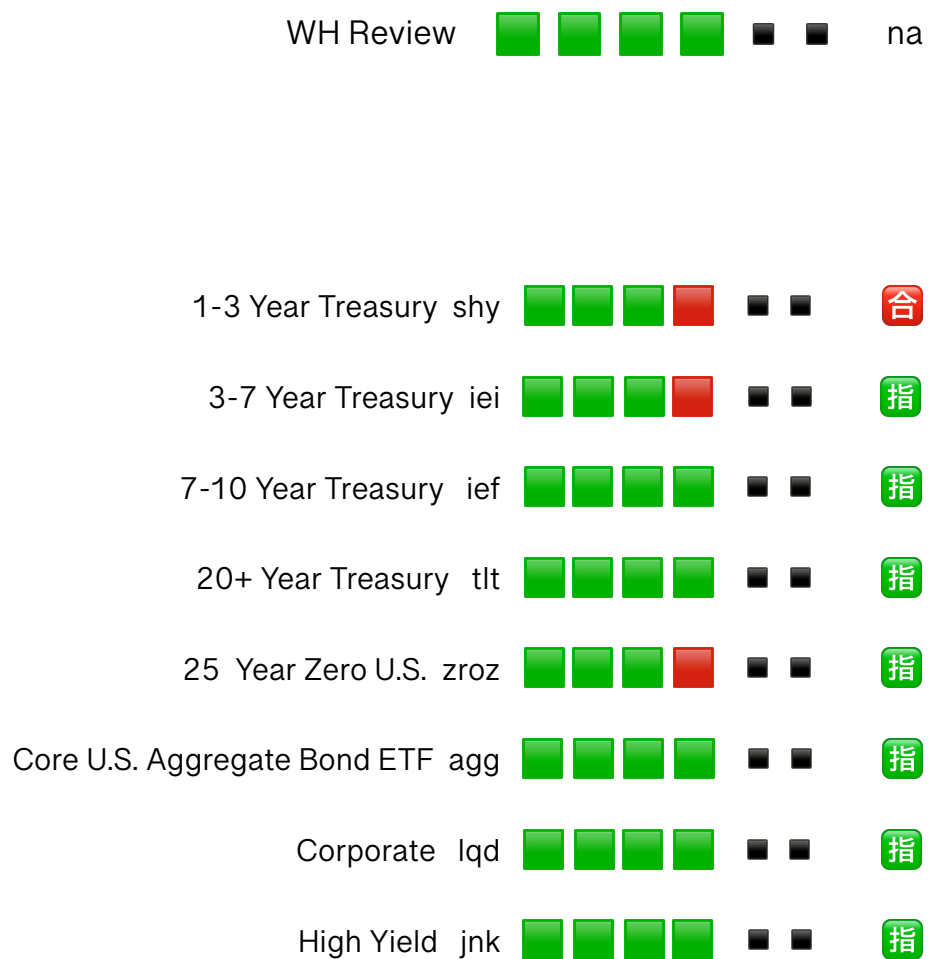 WH Review na
1-3 Year Treasury shy 合
3-7 Year Treasury iei 指
7-10 Year Treasury ief 指
20+ Year Treasury tlt 指
25 Year Zero U.S. zroz 指
Core U.S. Aggregate Bond ETF agg 指
Corporate lqd 指
High Yield jnk 指